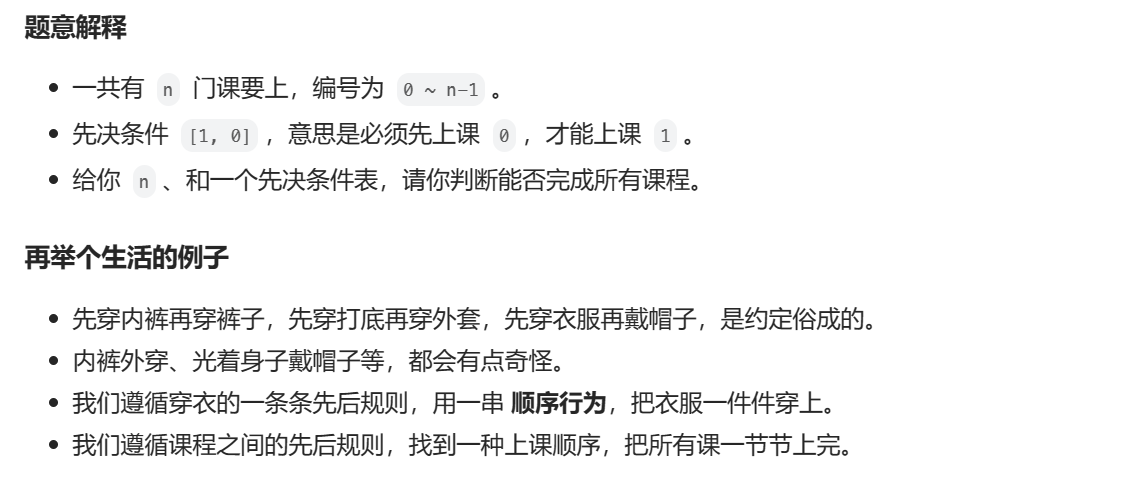 题意解释
• 一共有 n 门课要上，编号为 0 ~ n-1 。
• 先决条件 [1, 0] ，意思是必须先上课 0 ，才能上课 1 。
• 给你 n 、和一个先决条件表，请你判断能否完成所有课程。
再举个生活的例子
• 先穿内裤再穿裤子，先穿打底再穿外套，先穿衣服再戴帽子，是约定俗成的。
• 内裤外穿、光着身子戴帽子等，都会有点奇怪。
• 我们遵循穿衣的一条条先后规则，用一串 顺序行为，把衣服一件件穿上。
• 我们遵循课程之间的先后规则，找到一种上课顺序，把所有课一节节上完。